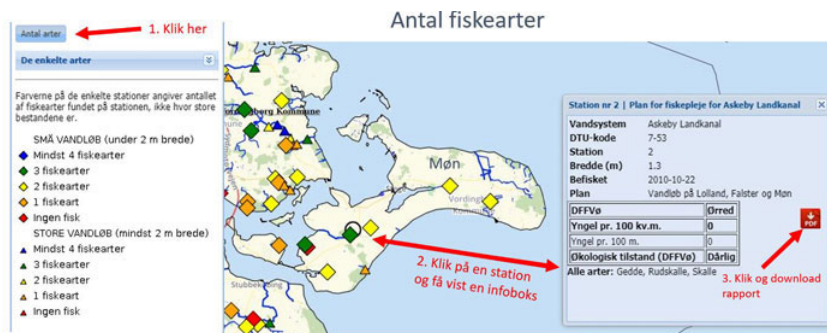 Antal fiskearter
Antal arter
1. Klik her
De enkelte arter
Farverne på de enkelte stationer angiver antallet
af fiskearter fundet på stationen, ikke hvor store
bestandene er.
SMÅ VANDLØB (under 2 m brede)
Mindst 4 fiskearter
3 fiskearter
2 fiskearter
1 fiskeart
Ingen fisk
STORE VANDLØB (mindst 2 m brede)
Mindst 4 fiskearter
3 fiskearter
2 fiskearter
1 fiskeart
Ingen fisk
Kommune
Møn
Stubbekøbing
2. Klik på en station
og få vist en infoboks
Station nr 2 | Plan for fiskepleje for Askeby Landkanal
Vandsystem Askeby Landkanal
DTU-kode 7-53
Station 2
Bredde (m) 1.3
Befisket 2010-10-22
Plan Vandløb på Lolland, Falster og Møn
DFFVø Ørred
Yngel pr. 100 kv.m. 0
Yngel pr. 100 m. 0
Økologisk tilstand (DFFVø) Dårlig
Alle arter: Gedde, Rudskalle, Skalle
PDF
3. Klik og download
rapport